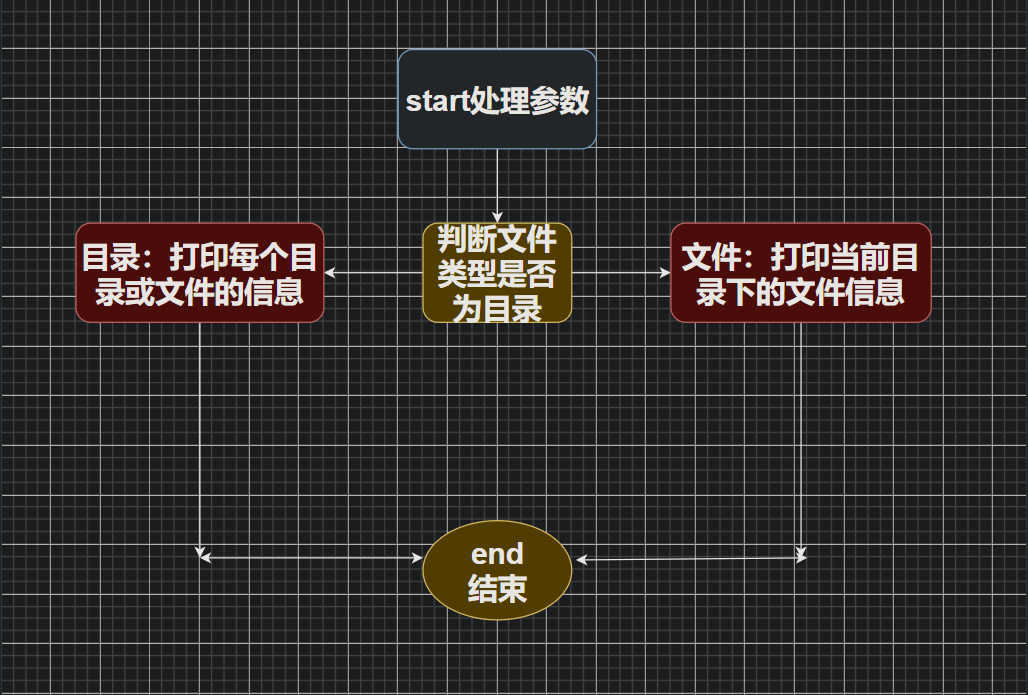 start处理参数
目录：打印每个目
录或文件的信息
判断文件
类型是否
为目录
文件：打印当前目
录下的文件信息
end
结束